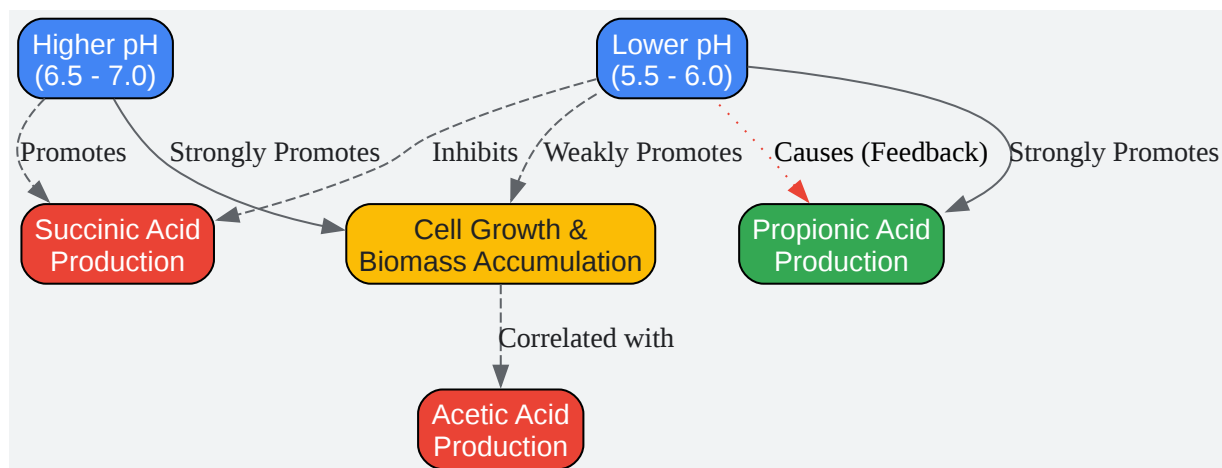 Higher pH
(6.5 - 7.0)
Lower pH
(5.5 - 6.0)
Promotes
Strongly Promotes
Inhibits
Weakly Promotes
Causes (Feedback)
Strongly Promotes
Succinic Acid
Production
Cell Growth &
Biomass Accumulation
Propionic Acid
Production
Correlated with
Acetic Acid
Production